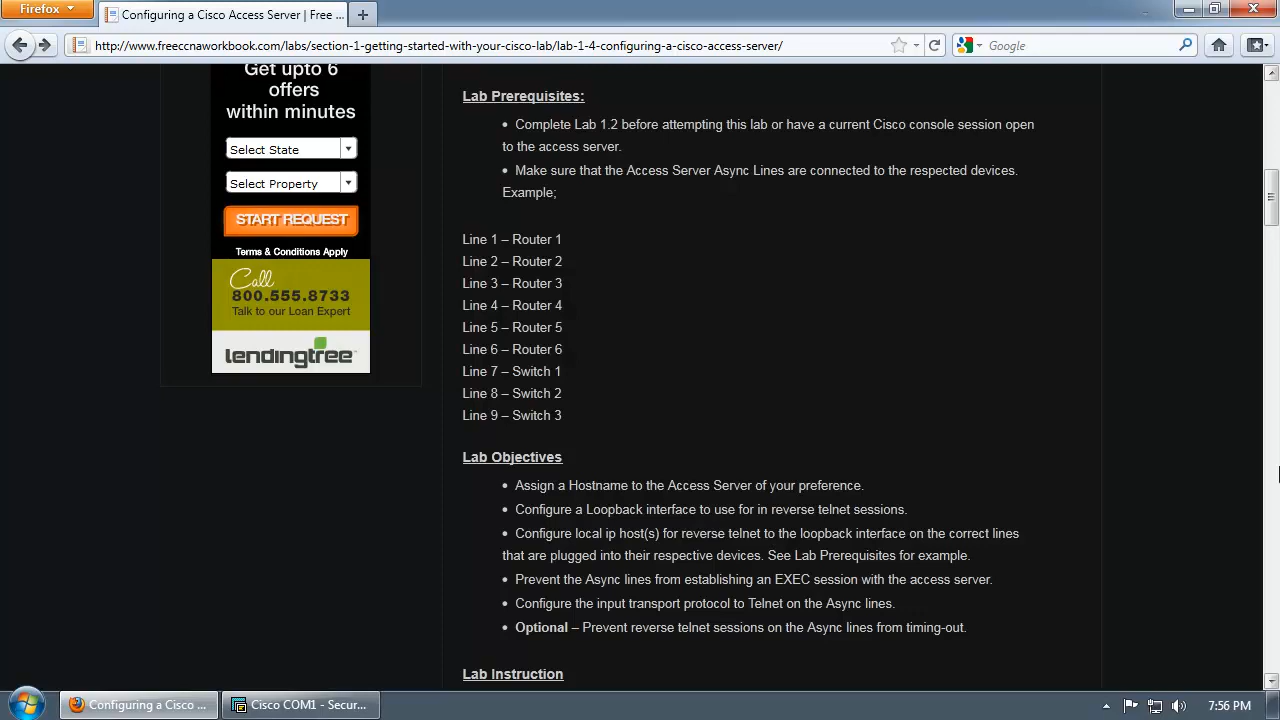 Firefox
Configuring a Cisco Access Server | Free ...
http://www.freeccnaworkbook.com/labs/section-1-getting-started-with-your-cisco-lab/lab-1-4-configuring-a-cisco-access-server/
Google
Get upto 6
offers
within minutes
Select State
Select Property
START REQUEST
Terms & Conditions Apply
Call
800.555.8733
Talk to our Loan Expert
lendingtree
Lab Prerequisites:
• Complete Lab 1.2 before attempting this lab or have a current Cisco console session open
to the access server.
• Make sure that the Access Server Async Lines are connected to the respected devices.
Example;
Line 1 – Router 1
Line 2 – Router 2
Line 3 – Router 3
Line 4 – Router 4
Line 5 – Router 5
Line 6 – Router 6
Line 7 – Switch 1
Line 8 – Switch 2
Line 9 – Switch 3
Lab Objectives
• Assign a Hostname to the Access Server of your preference.
• Configure a Loopback interface to use for in reverse telnet sessions.
• Configure local ip host(s) for reverse telnet to the loopback interface on the correct lines
that are plugged into their respective devices. See Lab Prerequisites for example.
• Prevent the Async lines from establishing an EXEC session with the access server.
• Configure the input transport protocol to Telnet on the Async lines.
• Optional – Prevent reverse telnet sessions on the Async lines from timing-out.
Lab Instruction
Configuring a Cisco ...
Cisco COM1 - Secur...
7:56 PM